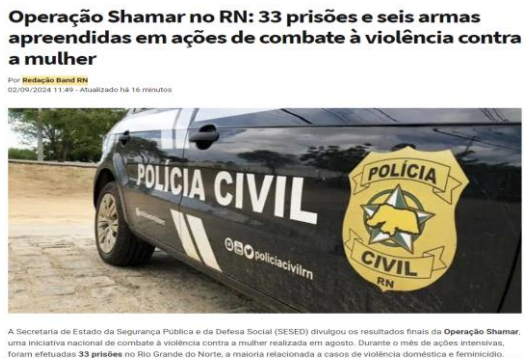 Operação Shamar no RN: 33 prisões e seis armas
apreendidas em ações de combate à violência contra
a mulher
Por Redação Band RN
02/09/2024 11:49 - Atualizado há 16 minutos
POLÍCIA CIVIL
policiacivilrn
POLÍCIA
CIVIL
RN
A Secretaria de Estado da Segurança Pública e da Defesa Social (SESED) divulgou os resultados finais da Operação Shamar,
uma iniciativa nacional de combate à violência contra a mulher realizada em agosto. Durante o mês de ações intensivas,
foram efetuadas 33 prisões no Rio Grande do Norte, a maioria relacionada a casos de violência doméstica e feminicídio.